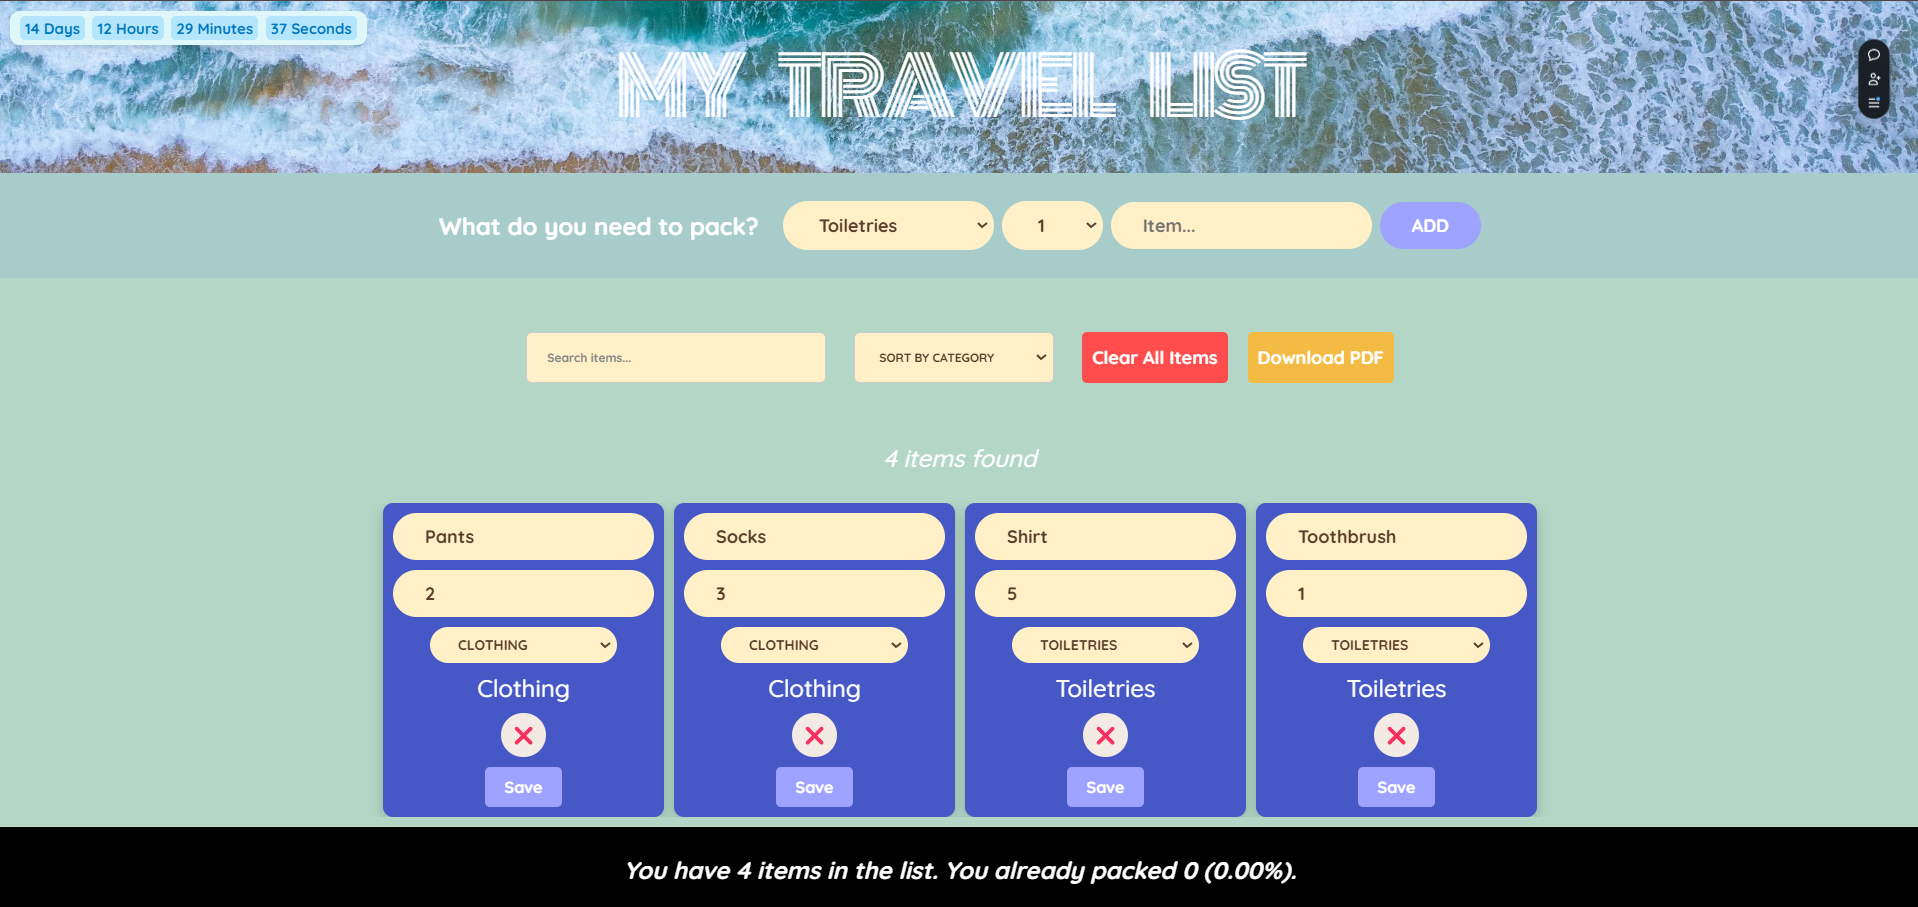 14 Days 12 Hours 29 Minutes 37 Seconds
MY TRAVEL LIST
What do you need to pack? Toiletries 1 Item... ADD
Search items... SORT BY CATEGORY Clear All Items Download PDF
4 items found
Pants Socks Shirt Toothbrush
2 3 5 1
CLOTHING CLOTHING TOILETRIES TOILETRIES
Clothing Clothing Toiletries Toiletries
Save Save Save Save
You have 4 items in the list. You already packed 0 (0.00%).